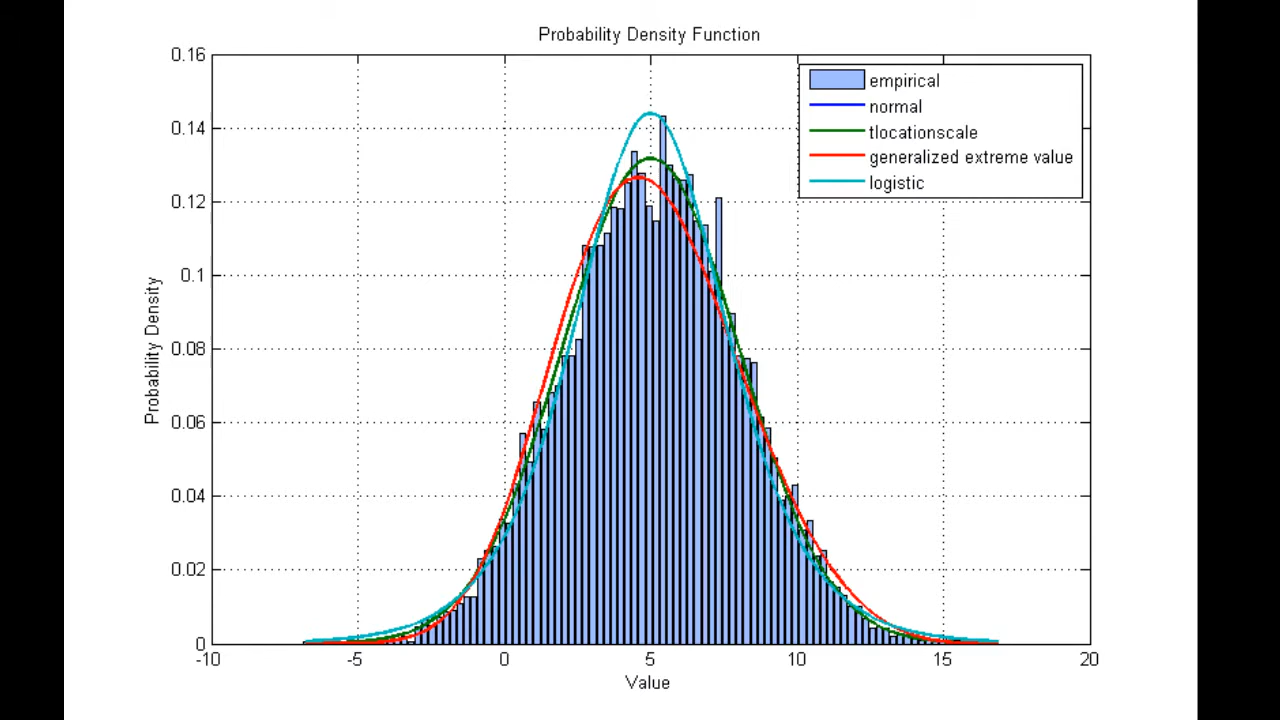 Probability Density Function
0.16
0.14
0.12
0.1
0.08
0.06
0.04
0.02
0
Probability Density
-10
-5
0
5
10
15
20
Value
empirical
normal
tlocationscale
generalized extreme value
logistic